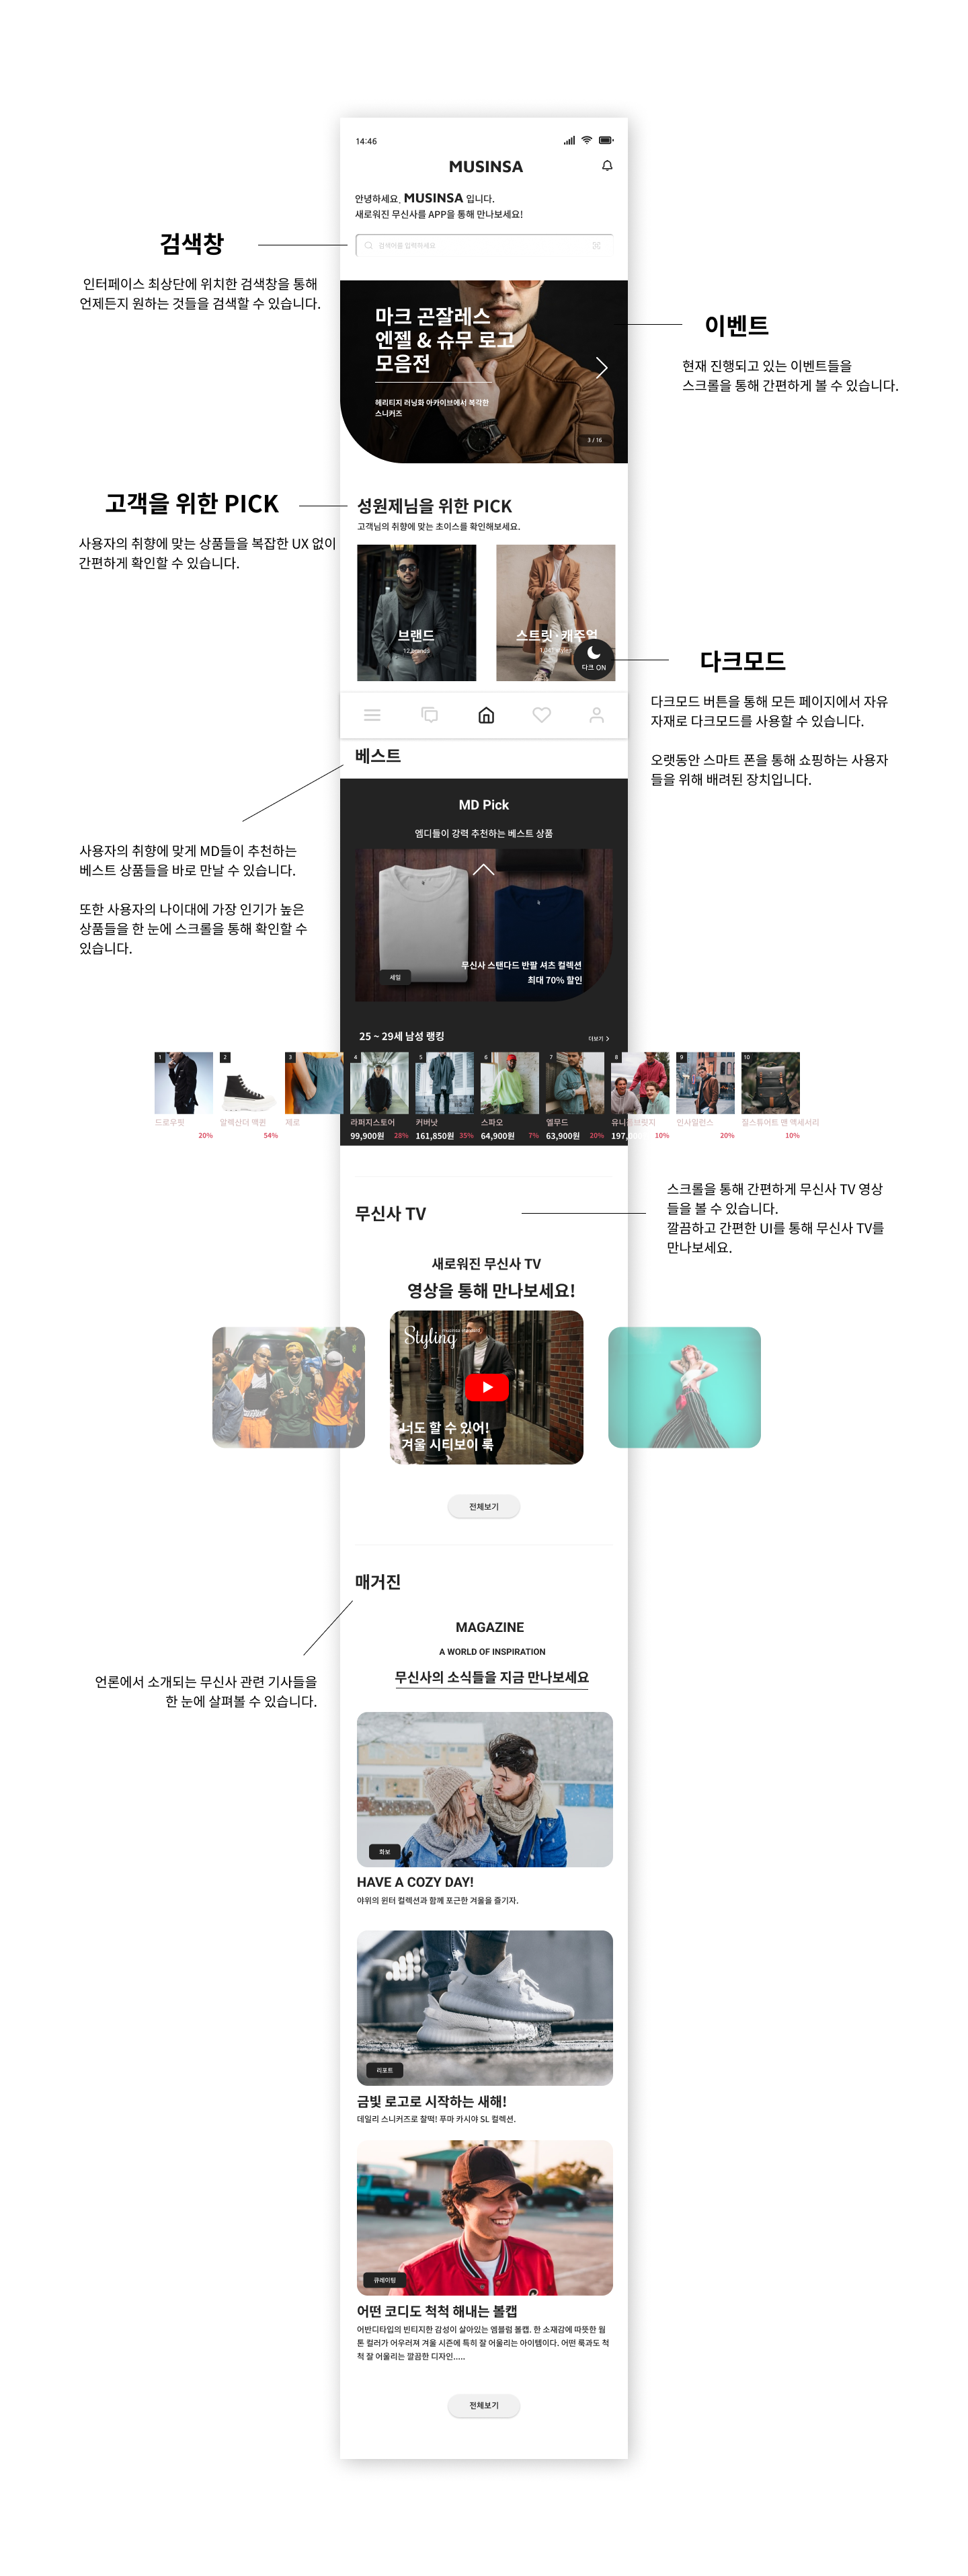 14:46
MUSINSA
안녕하세요, MUSINSA 입니다.
새로워진 무신사를 APP을 통해 만나보세요!
검색어를 입력하세요
검색창
인터페이스 최상단에 위치한 검색창을 통해
언제든지 원하는 것들을 검색할 수 있습니다.
마크 곤잘레스
엔젤 & 슈무 로고
모음전
헤리티지 러닝화 아카이브에서 복각한
스니커즈
3 / 16
이벤트
현재 진행되고 있는 이벤트들을
스크롤을 통해 간편하게 볼 수 있습니다.
고객을 위한 PICK
사용자의 취향에 맞는 상품들을 복잡한 UX 없이
간편하게 확인할 수 있습니다.
성원제님을 위한 PICK
고객님의 취향에 맞는 초이스를 확인해보세요.
브랜드
12 brands
스트릿·캐주얼
다크 ON
다크모드
다크모드 버튼을 통해 모든 페이지에서 자유
자재로 다크모드를 사용할 수 있습니다.
오랫동안 스마트 폰을 통해 쇼핑하는 사용자
들을 위해 배려된 장치입니다.
베스트
사용자의 취향에 맞게 MD들이 추천하는
베스트 상품들을 바로 만날 수 있습니다.
또한 사용자의 나이대에 가장 인기가 높은
상품들을 한 눈에 스크롤을 통해 확인할 수
있습니다.
MD Pick
엠디들이 강력 추천하는 베스트 상품
세일
무신사 스탠다드 반팔 셔츠 컬렉션
최대 70% 할인
25 ~ 29세 남성 랭킹
더보기
1 2 3 4 5 6 7 8 9 10
드로우핏 알렉산더 맥퀸 제로 라퍼지스토어 커버낫 스파오 엘무드 유니폼브릿지 인사일런스 질스튜어트 앤 액세서리
20% 54% 99,900원 28% 161,850원 35% 64,900원 7% 63,900원 20% 197, 10% 20% 10%
무신사 TV
스크롤을 통해 간편하게 무신사 TV 영상
들을 볼 수 있습니다.
깔끔하고 간편한 UI를 통해 무신사 TV를
만나보세요.
새로워진 무신사 TV
영상을 통해 만나보세요!
Styling
너도 할 수 있어!
겨울 시티보이 룩
전체보기
매거진
언론에서 소개되는 무신사 관련 기사들을
한 눈에 살펴볼 수 있습니다.
MAGAZINE
A WORLD OF INSPIRATION
무신사의 소식들을 지금 만나보세요
화보
HAVE A COZY DAY!
야위의 윈터 컬렉션과 함께 포근한 겨울을 즐기자.
리포트
금빛 로고로 시작하는 새해!
데일리 스니커즈로 찰떡! 푸마 카시아 SL 컬렉션.
큐레이팅
어떤 코디도 척척 해내는 볼캡
어반디타입의 빈티지한 감성이 살아있는 엠블럼 볼캡. 한 소재감에 따뜻한 웜
톤 컬러가 어우러져 겨울 시즌에 특히 잘 어울리는 아이템이다. 어떤 룩과도 척
척 잘 어울리는 깔끔한 디자인.....
전체보기